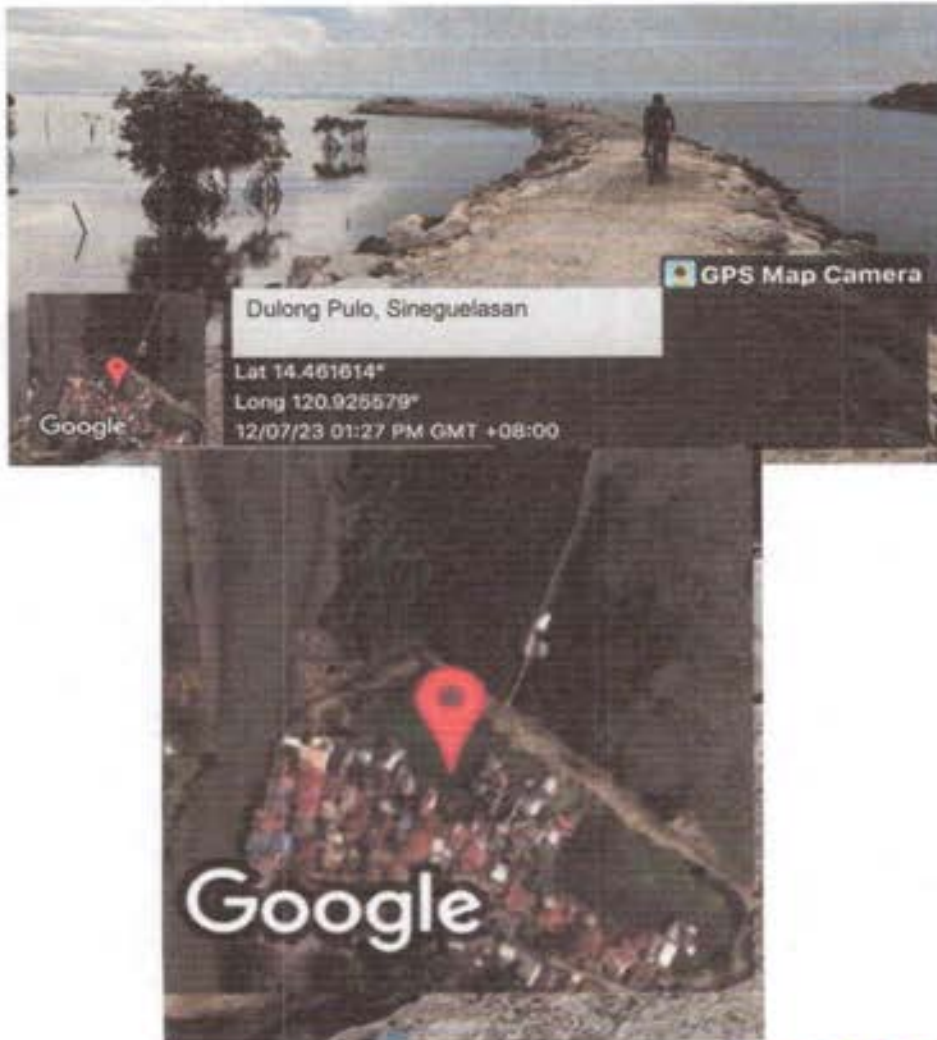 GPS Map Camera
Dulong Pulo, Sineguelasan
Lat 14.461614°
Long 120.925579°
12/07/23 01:27 PM GMT +08:00
Google
Google